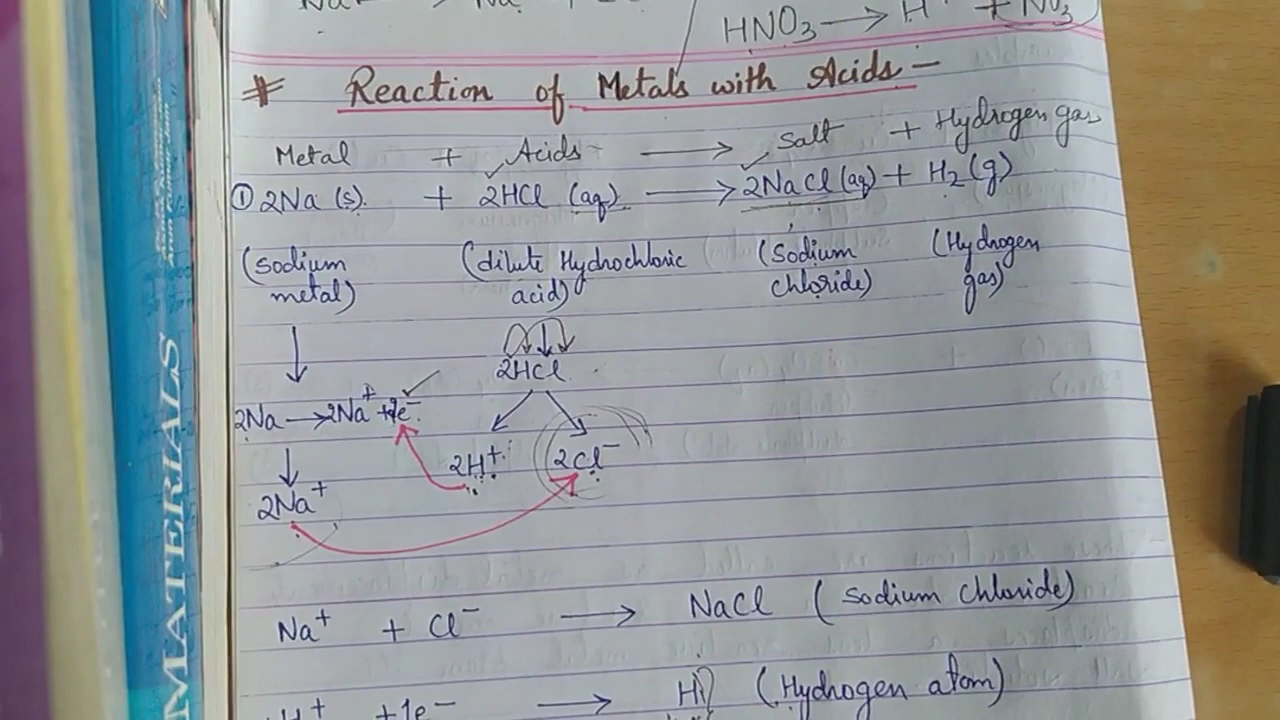 Na → Na
HNO₃ → H + NO₃
# Reaction of Metals with Acids -
Metal + Acids → Salt + Hydrogen gas
① 2Na (s) + 2HCl (aq) → 2NaCl (aq) + H₂ (g)
(sodium metal) (dilute Hydrochloric acid) (sodium chloride) (Hydrogen gas)
2HCl
2Na → 2Na⁺ + 2e⁻
2H⁺ 2Cl⁻
2Na⁺
Na⁺ + Cl⁻ → NaCl (sodium chloride)
H⁺ + 1e⁻ → H (Hydrogen atom)
MATERIALS